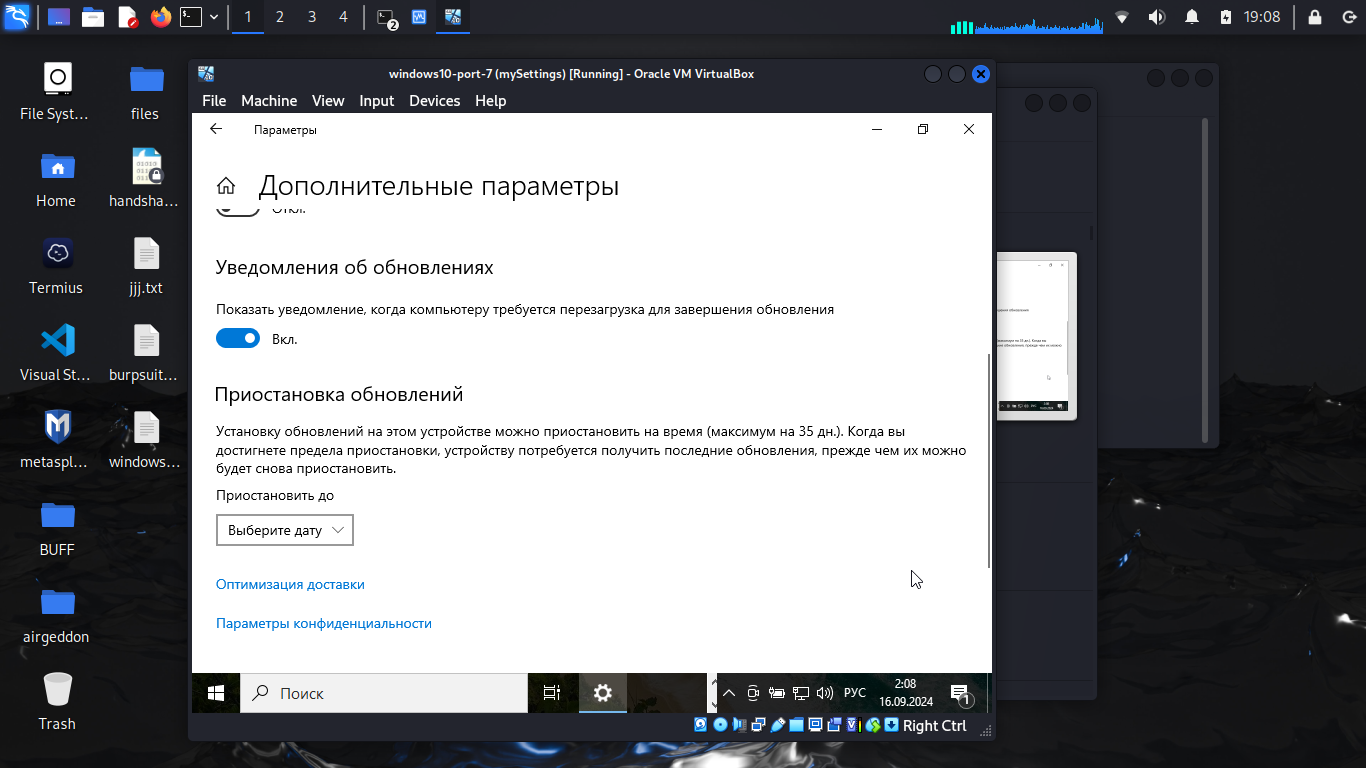 1 2 3 4
2
19:08
File Syst…
files
Home
handsha…
Termius
jjj.txt
Visual St…
burpsuit…
metaspl…
windows…
BUFF
airgeddon
Trash
windows10-port-7 (mySettings) [Running] - Oracle VM VirtualBox
File Machine View Input Devices Help
Параметры
Дополнительные параметры
Откл.
Уведомления об обновлениях
Показать уведомление, когда компьютеру требуется перезагрузка для завершения обновления
Вкл.
Приостановка обновлений
Установку обновлений на этом устройстве можно приостановить на время (максимум на 35 дн.). Когда вы
достигнете предела приостановки, устройству потребуется получить последние обновления, прежде чем их можно
будет снова приостановить.
Приостановить до
Выберите дату
Оптимизация доставки
Параметры конфиденциальности
Поиск
РУС
2:08
16.09.2024
1
Right Ctrl